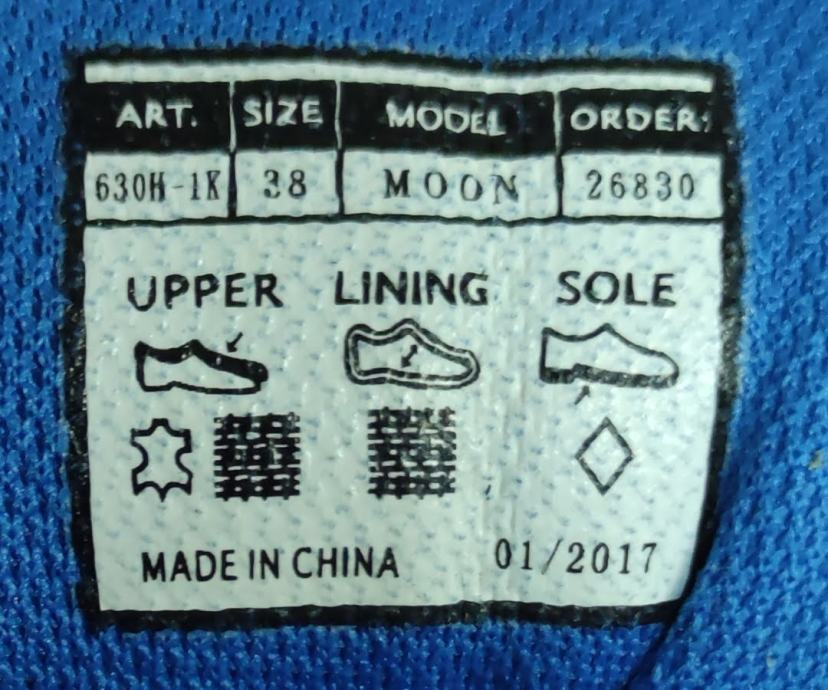 ART. SIZE MODEL ORDER:
630H-1K 38 MOON 26830
UPPER LINING SOLE
MADE IN CHINA 01/2017